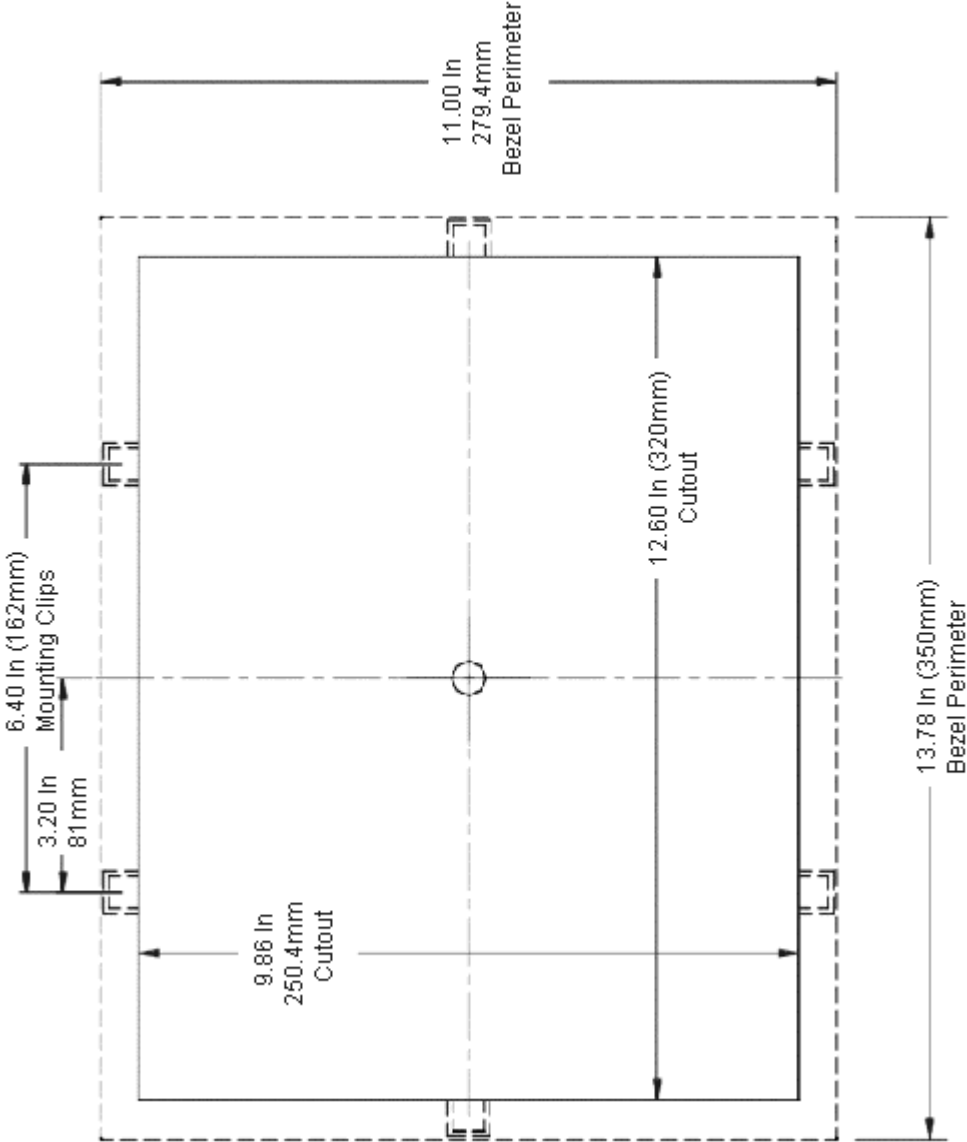 6.40 In (162mm)
Mounting Clips
3.20 In
81mm
11.00 In
279.4mm
Bezel Perimeter
9.86 In
250.4mm
Cutout
12.60 In (320mm)
Cutout
13.78 In (350mm)
Bezel Perimeter